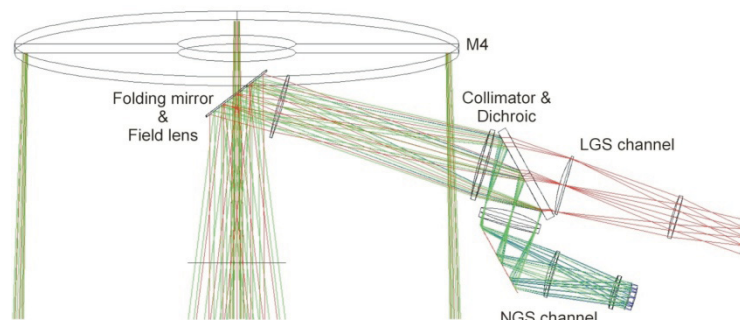 M4
Folding mirror
&
Field lens
Collimator &
Dichroic
LGS channel
NGS channel